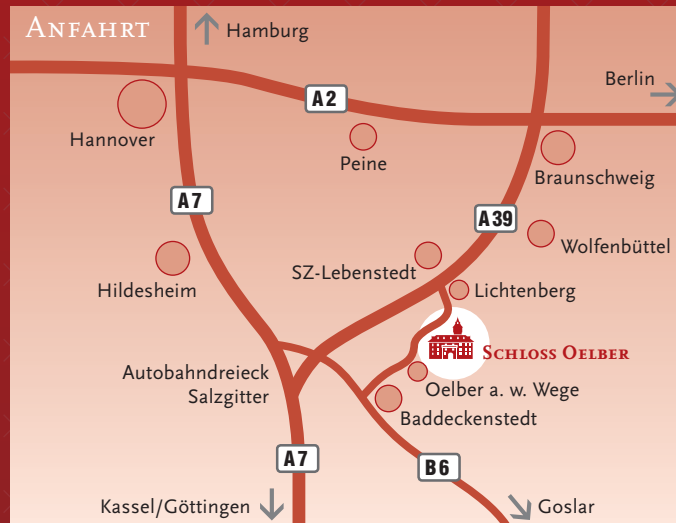 Anfahrt
Hamburg
Berlin
A2
Hannover
Peine
Braunschweig
A7
A39
Wolfenbüttel
SZ-Lebenstedt
Hildesheim
Lichtenberg
Schloss Oelber
Autobahndreieck
Salzgitter
Oelber a. w. Wege
Baddeckenstedt
A7
B6
Kassel/Göttingen
Goslar